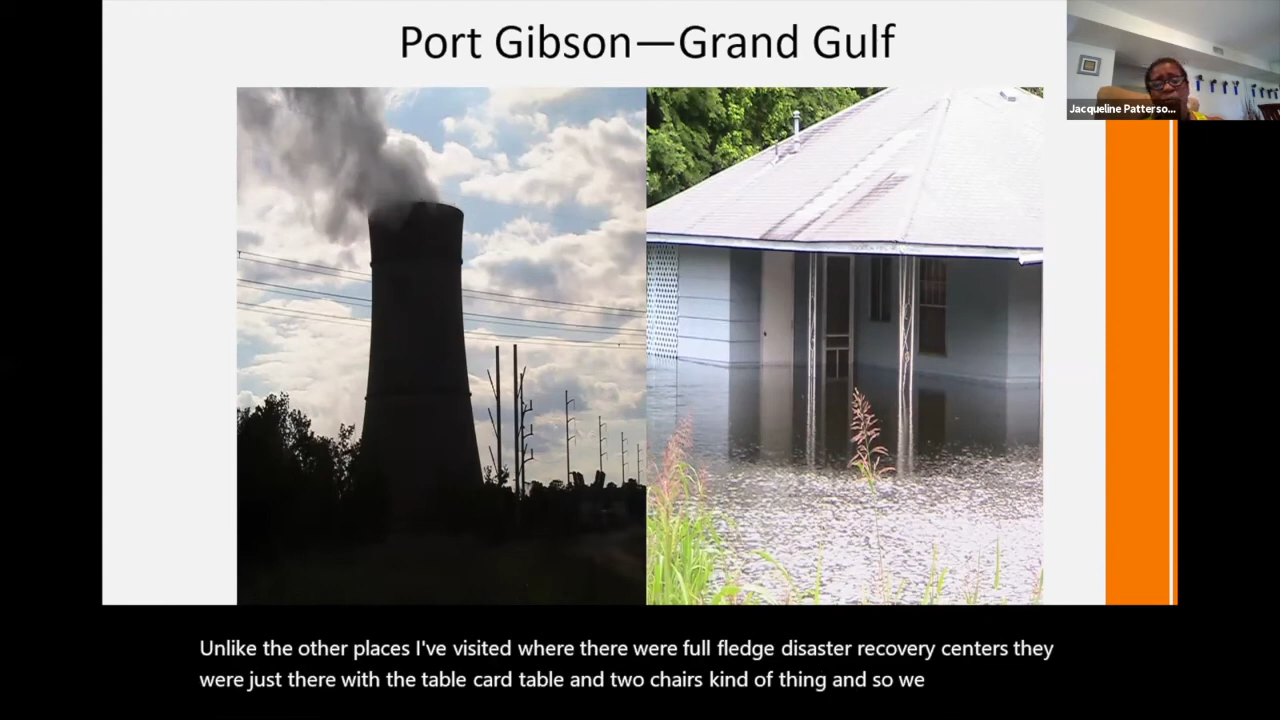 Port Gibson—Grand Gulf
Jacqueline Patterso...
Unlike the other places I've visited where there were full fledge disaster recovery centers they
were just there with the table card table and two chairs kind of thing and so we